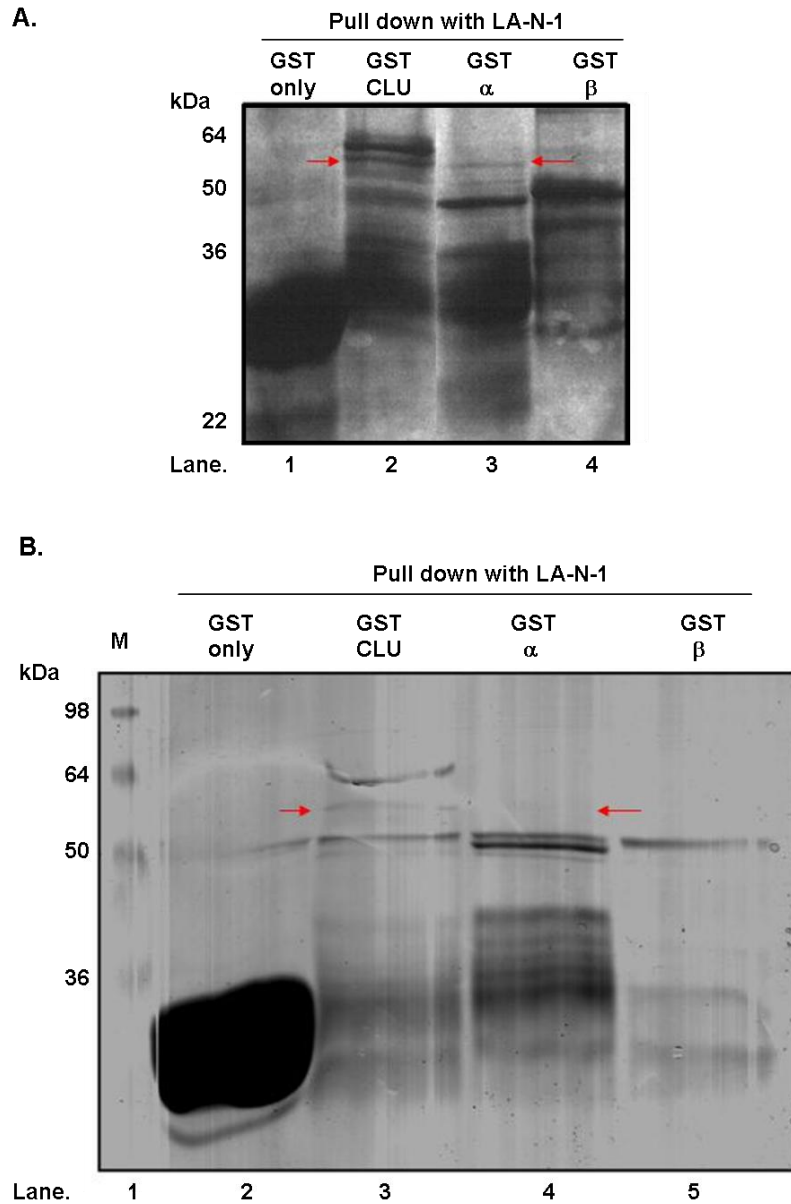 A.
Pull down with LA-N-1
GST only
GST CLU
GST α
GST β
kDa
64
50
36
22
Lane. 1 2 3 4
B.
Pull down with LA-N-1
M
GST only
GST CLU
GST α
GST β
kDa
98
64
50
36
Lane. 1 2 3 4 5